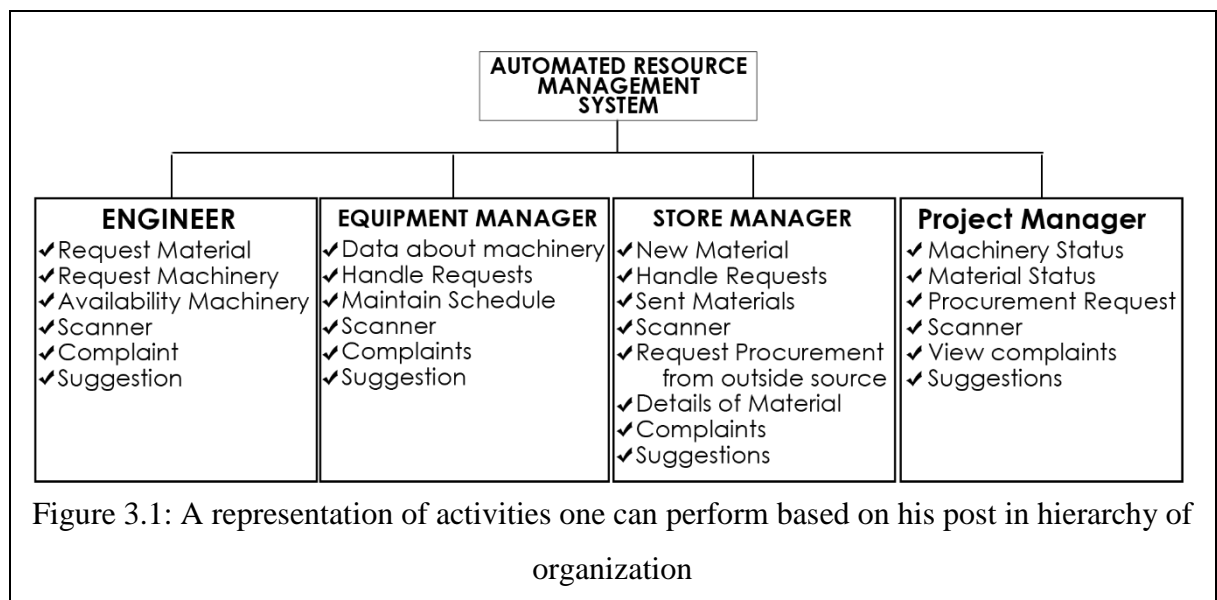 AUTOMATED RESOURCE
MANAGEMENT
SYSTEM
ENGINEER
✔Request Material
✔Request Machinery
✔Availability Machinery
✔Scanner
✔Complaint
✔Suggestion
EQUIPMENT MANAGER
✔Data about machinery
✔Handle Requests
✔Maintain Schedule
✔Scanner
✔Complaints
✔Suggestion
STORE MANAGER
✔New Material
✔Handle Requests
✔Sent Materials
✔Scanner
✔Request Procurement
from outside source
✔Details of Material
✔Complaints
✔Suggestions
Project Manager
✔Machinery Status
✔Material Status
✔Procurement Request
✔Scanner
✔View complaints
✔Suggestions
Figure 3.1: A representation of activities one can perform based on his post in hierarchy of
organization